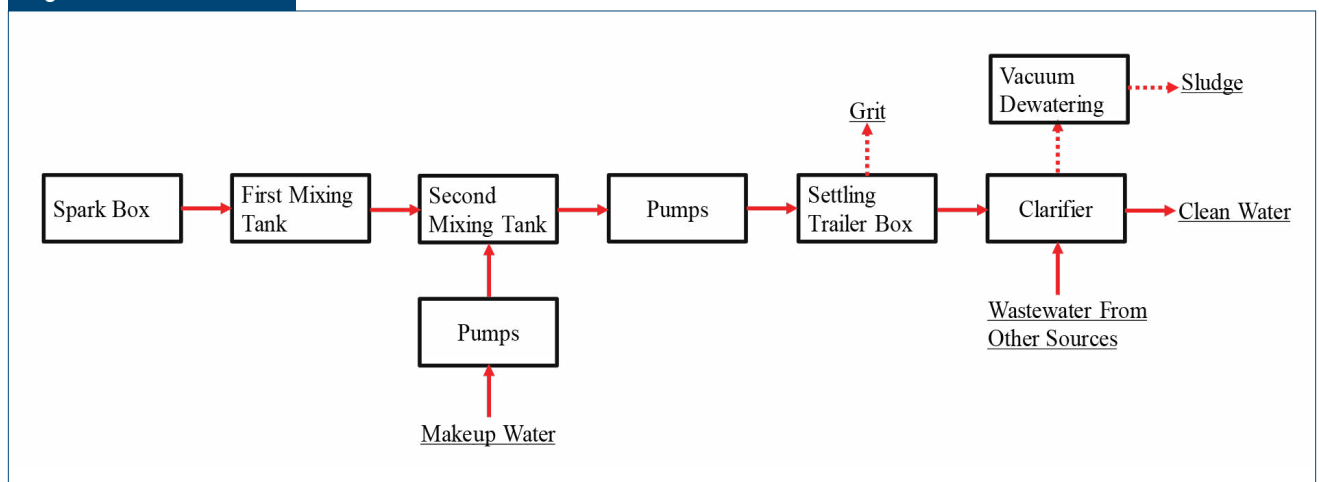 Vacuum
Dewatering
Sludge
Grit
Spark Box
First Mixing
Tank
Second
Mixing Tank
Pumps
Settling
Trailer Box
Clarifier
Clean Water
Pumps
Wastewater From
Other Sources
Makeup Water